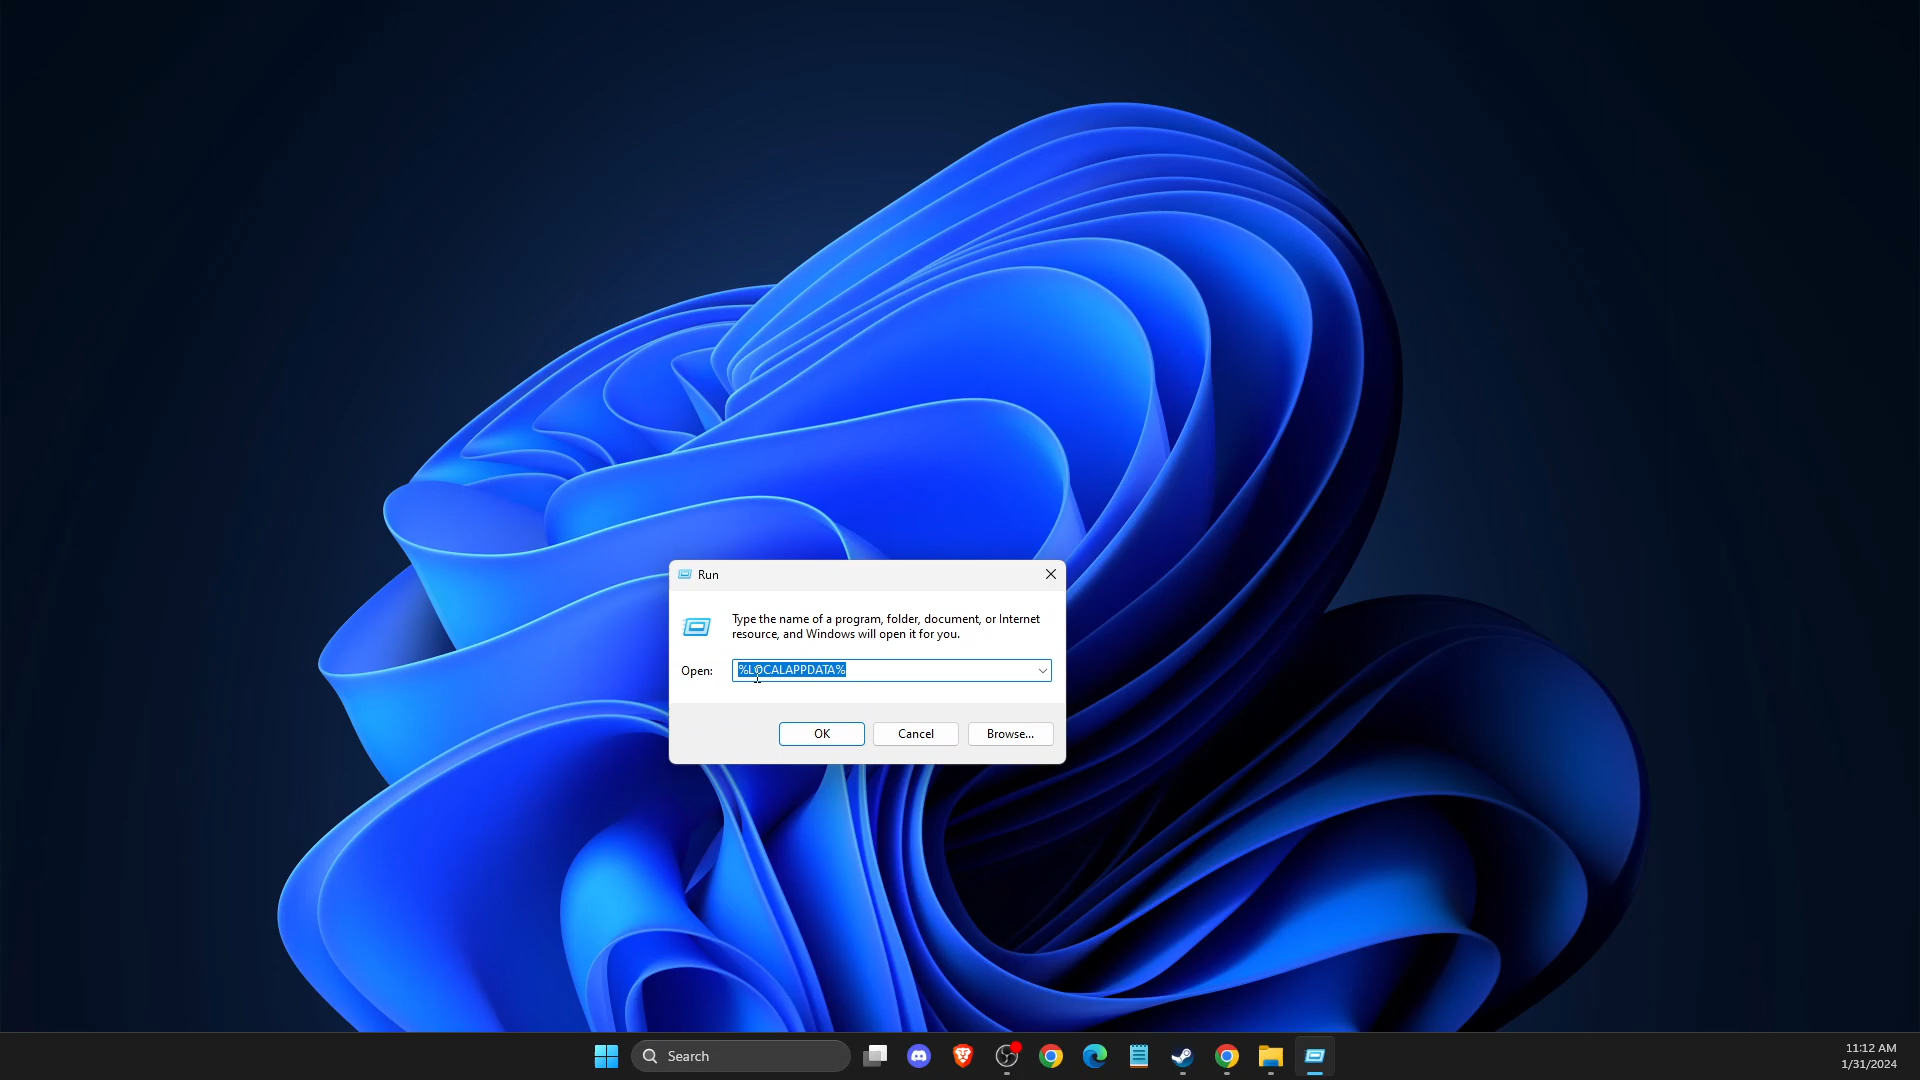 Run
Type the name of a program, folder, document, or Internet
resource, and Windows will open it for you.
Open: %LOCALAPPDATA%
OK Cancel Browse...
Search
11:12 AM
1/31/2024